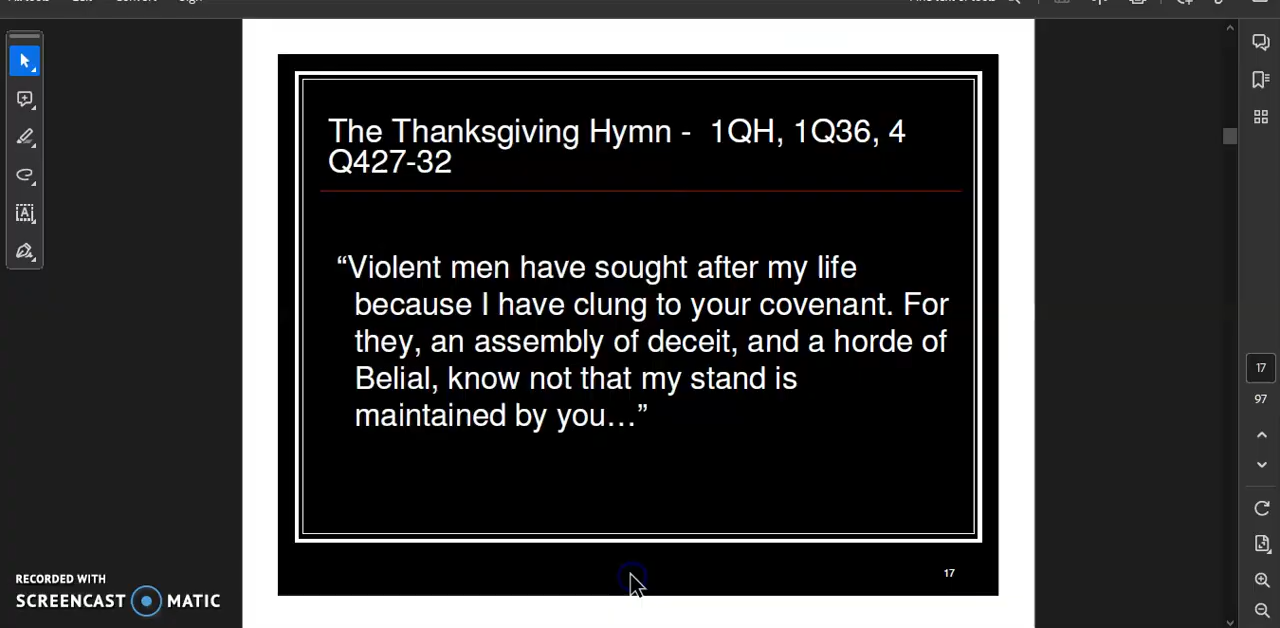 The Thanksgiving Hymn - 1QH, 1Q36, 4
Q427-32
“Violent men have sought after my life
because I have clung to your covenant. For
they, an assembly of deceit, and a horde of
Belial, know not that my stand is
maintained by you…”
17
17
97
RECORDED WITH
SCREENCAST MATIC